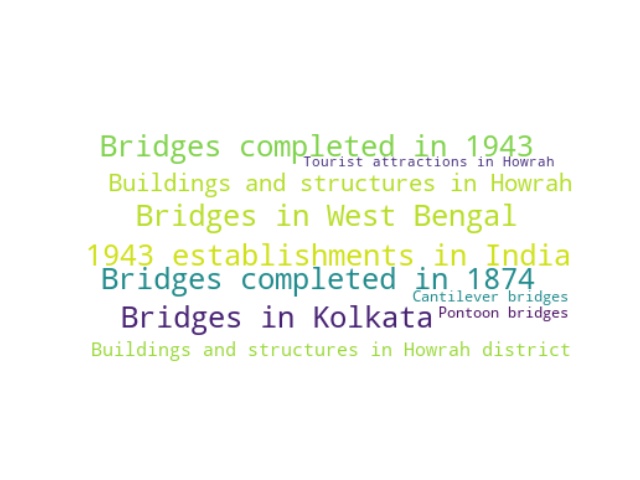 Bridges completed in 1943
Tourist attractions in Howrah
Buildings and structures in Howrah
Bridges in West Bengal
1943 establishments in India
Bridges completed in 1874
Cantilever bridges
Bridges in Kolkata
Pontoon bridges
Buildings and structures in Howrah district